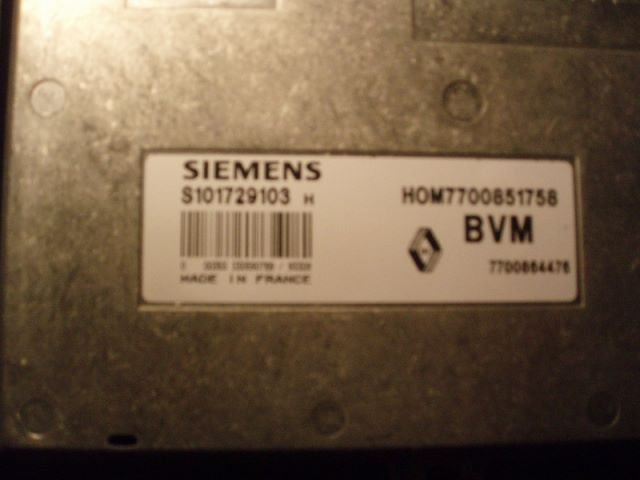 SIEMENS
S101729103 H
HOM7700851758
BVM
7700864476
MADE IN FRANCE